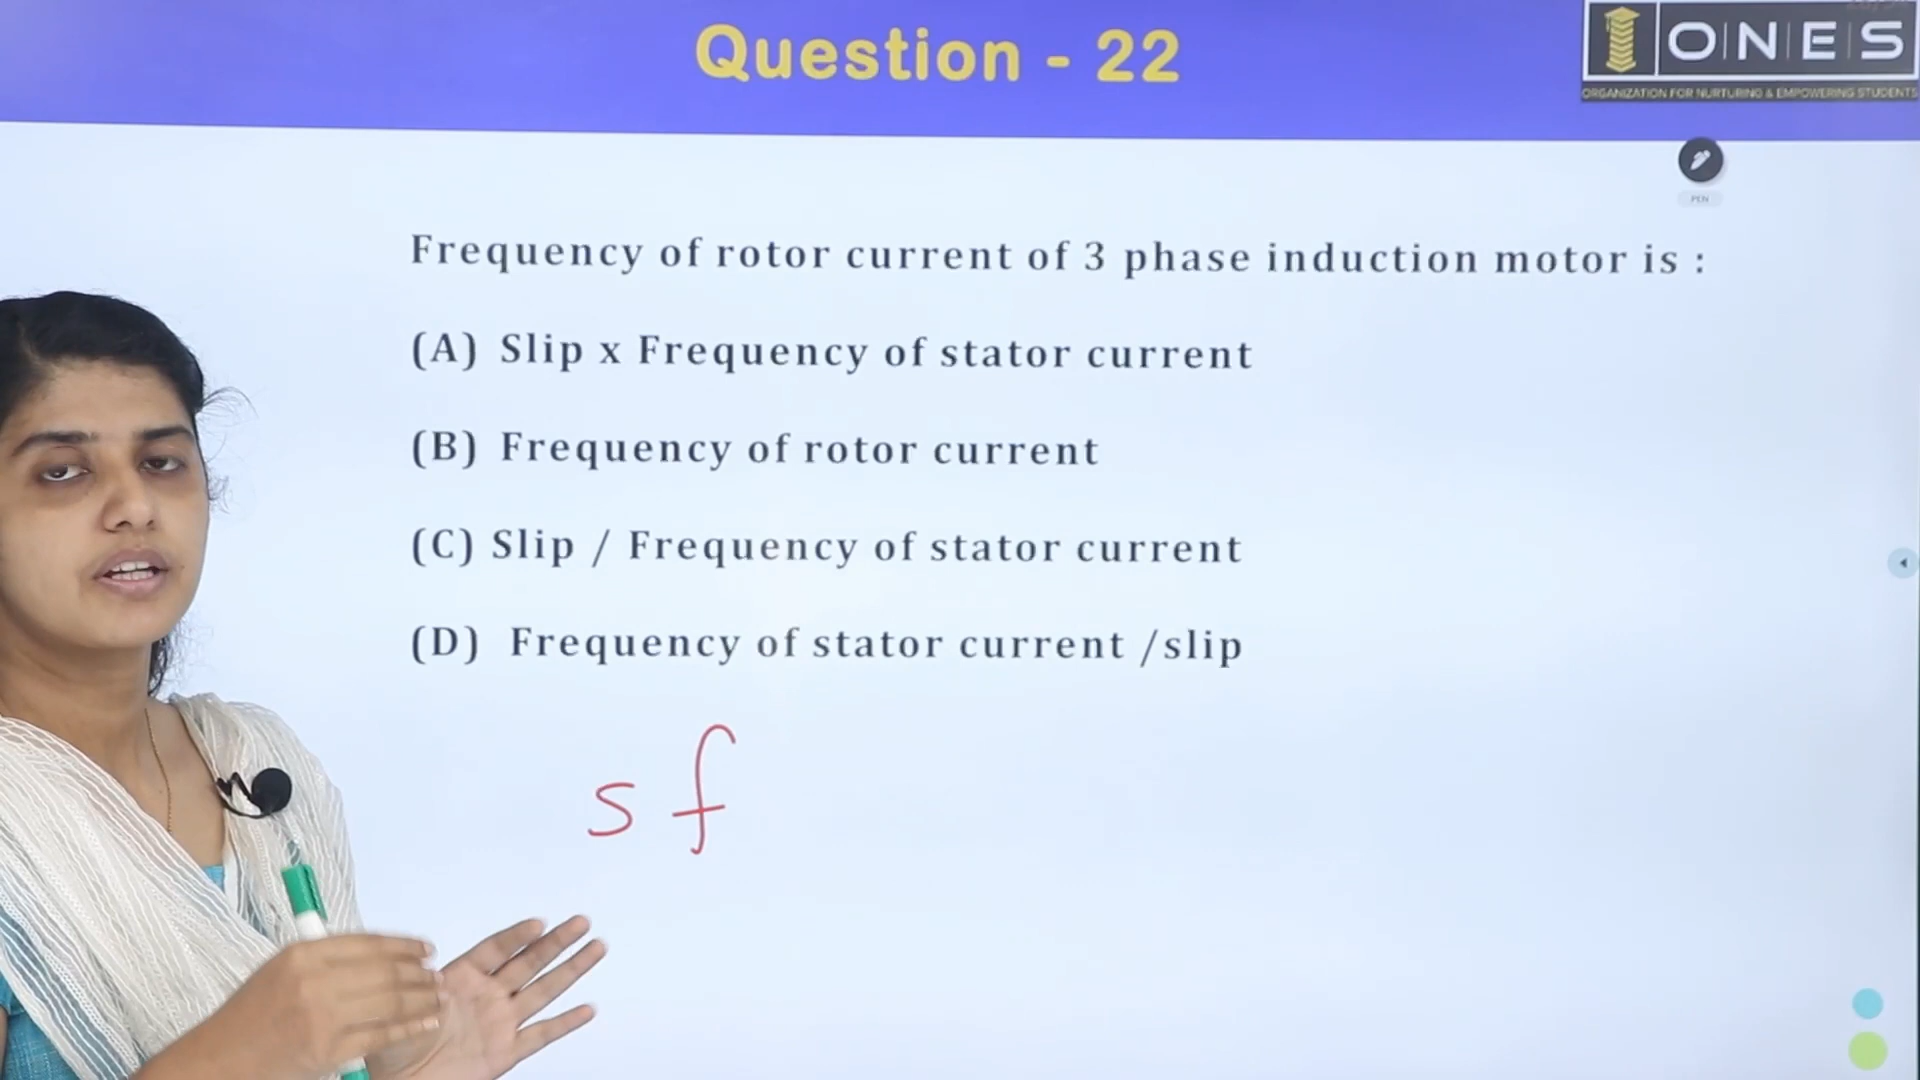 Question - 22
ONES
ORGANIZATION FOR NURTURING & EMPOWERING STUDENTS
PEN
Frequency of rotor current of 3 phase induction motor is :
(A) Slip x Frequency of stator current
(B) Frequency of rotor current
(C) Slip / Frequency of stator current
(D) Frequency of stator current /slip
s f